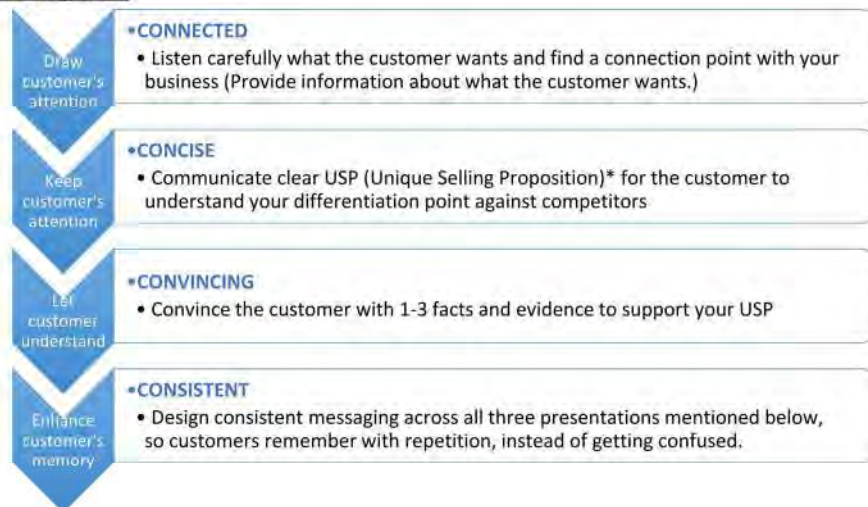 Draw
customer's
attention
•CONNECTED
• Listen carefully what the customer wants and find a connection point with your
business (Provide information about what the customer wants.)
Keep
customer's
attention
•CONCISE
• Communicate clear USP (Unique Selling Proposition)* for the customer to
understand your differentiation point against competitors
Let
customer
understand
•CONVINCING
• Convince the customer with 1-3 facts and evidence to support your USP
Enhance
customer's
memory
•CONSISTENT
• Design consistent messaging across all three presentations mentioned below,
so customers remember with repetition, instead of getting confused.